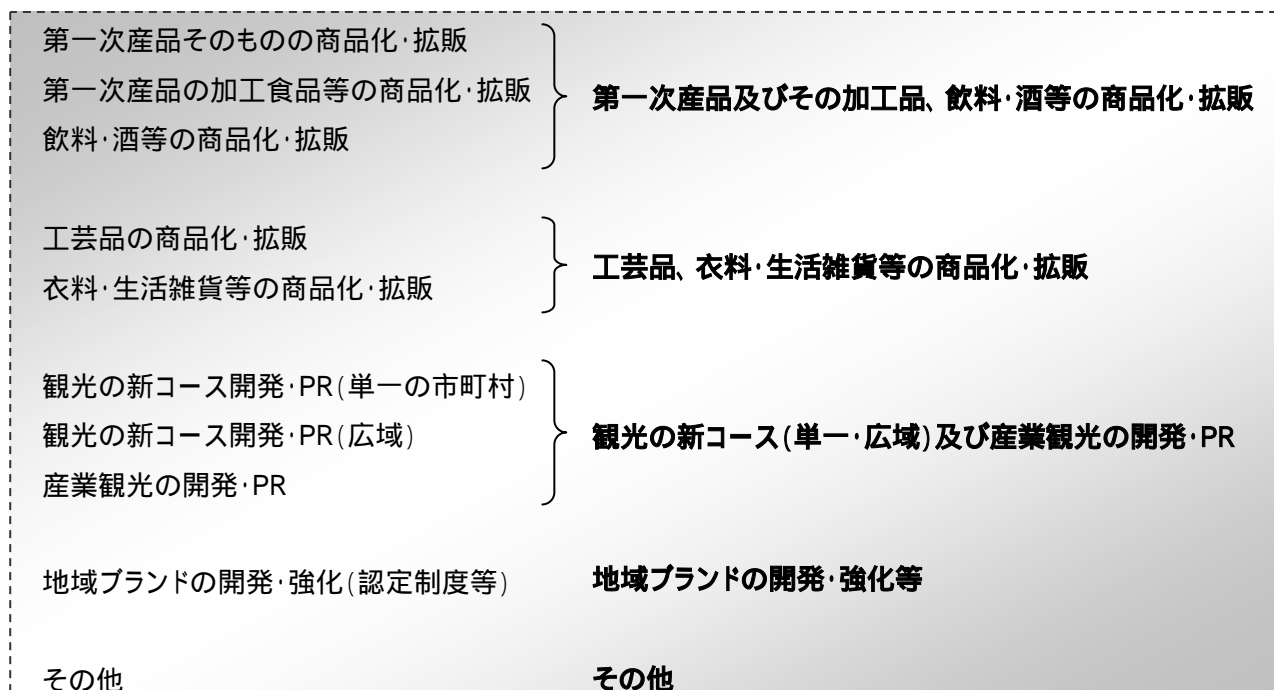 第一次産品そのものの商品化・拡販
第一次産品の加工食品等の商品化・拡販
飲料・酒等の商品化・拡販
第一次産品及びその加工品、飲料・酒等の商品化・拡販
工芸品の商品化・拡販
衣料・生活雑貨等の商品化・拡販
工芸品、衣料・生活雑貨等の商品化・拡販
観光の新コース開発・PR(単一の市町村)
観光の新コース開発・PR(広域)
産業観光の開発・PR
観光の新コース(単一・広域)及び産業観光の開発・PR
地域ブランドの開発・強化(認定制度等)
地域ブランドの開発・強化等
その他
その他